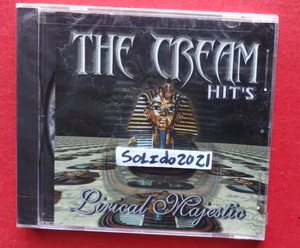 THE CREAM
HIT'S
SOLIdo2021
Lirical Majestic